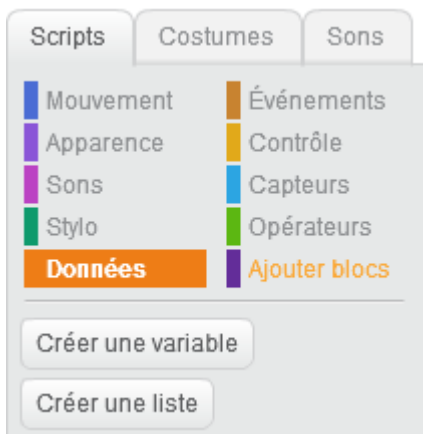 Scripts Costumes Sons
Mouvement Événements
Apparence Contrôle
Sons Capteurs
Stylo Opérateurs
Données Ajouter blocs
Créer une variable
Créer une liste